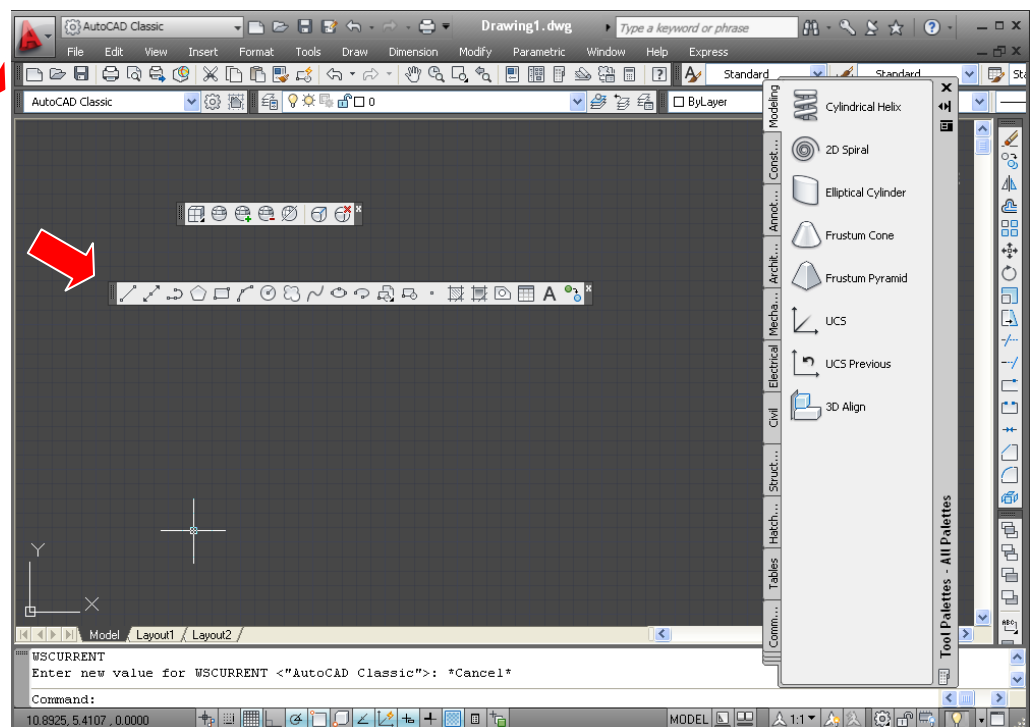 AutoCAD Classic
Drawing1.dwg
Type a keyword or phrase
File Edit View Insert Format Tools Draw Dimension Modify Parametric Window Help Express
Standard
Standard
Sta
AutoCAD Classic
0
ByLayer
Modeling
Const...
Annot...
Archit...
Mecha...
Electrical
Civil
Struct...
Hatch...
Tables
Comm...
Cylindrical Helix
2D Spiral
Elliptical Cylinder
Frustum Cone
Frustum Pyramid
UCS
UCS Previous
3D Align
Tool Palettes - All Palettes
Y
X
Model Layout1 Layout2
WSCURRENT
Enter new value for WSCURRENT <"AutoCAD Classic">: *Cancel*
Command:
10.8925, 5.4107 , 0.0000
MODEL
1:1